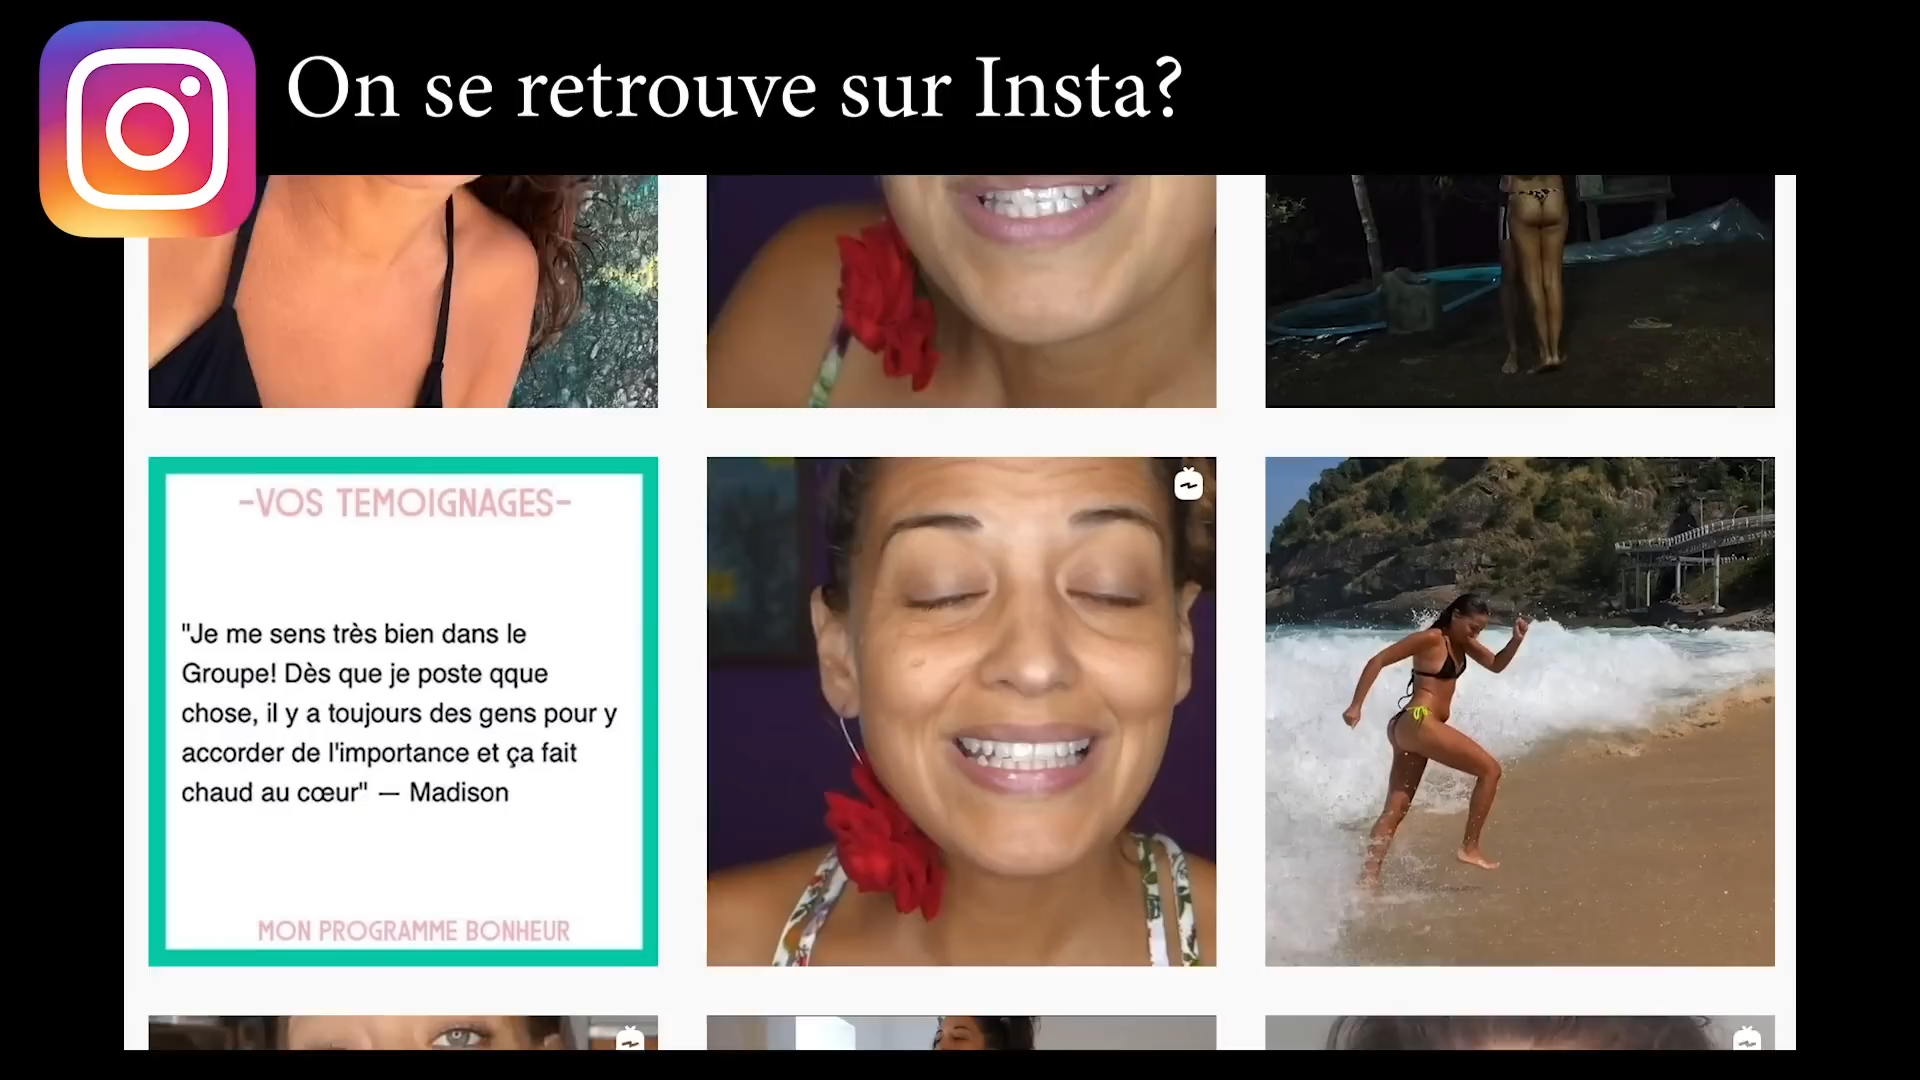 On se retrouve sur Insta?
-VOS TEMOIGNAGES-
"Je me sens très bien dans le
Groupe! Dès que je poste qque
chose, il y a toujours des gens pour y
accorder de l'importance et ça fait
chaud au cœur" — Madison
MON PROGRAMME BONHEUR